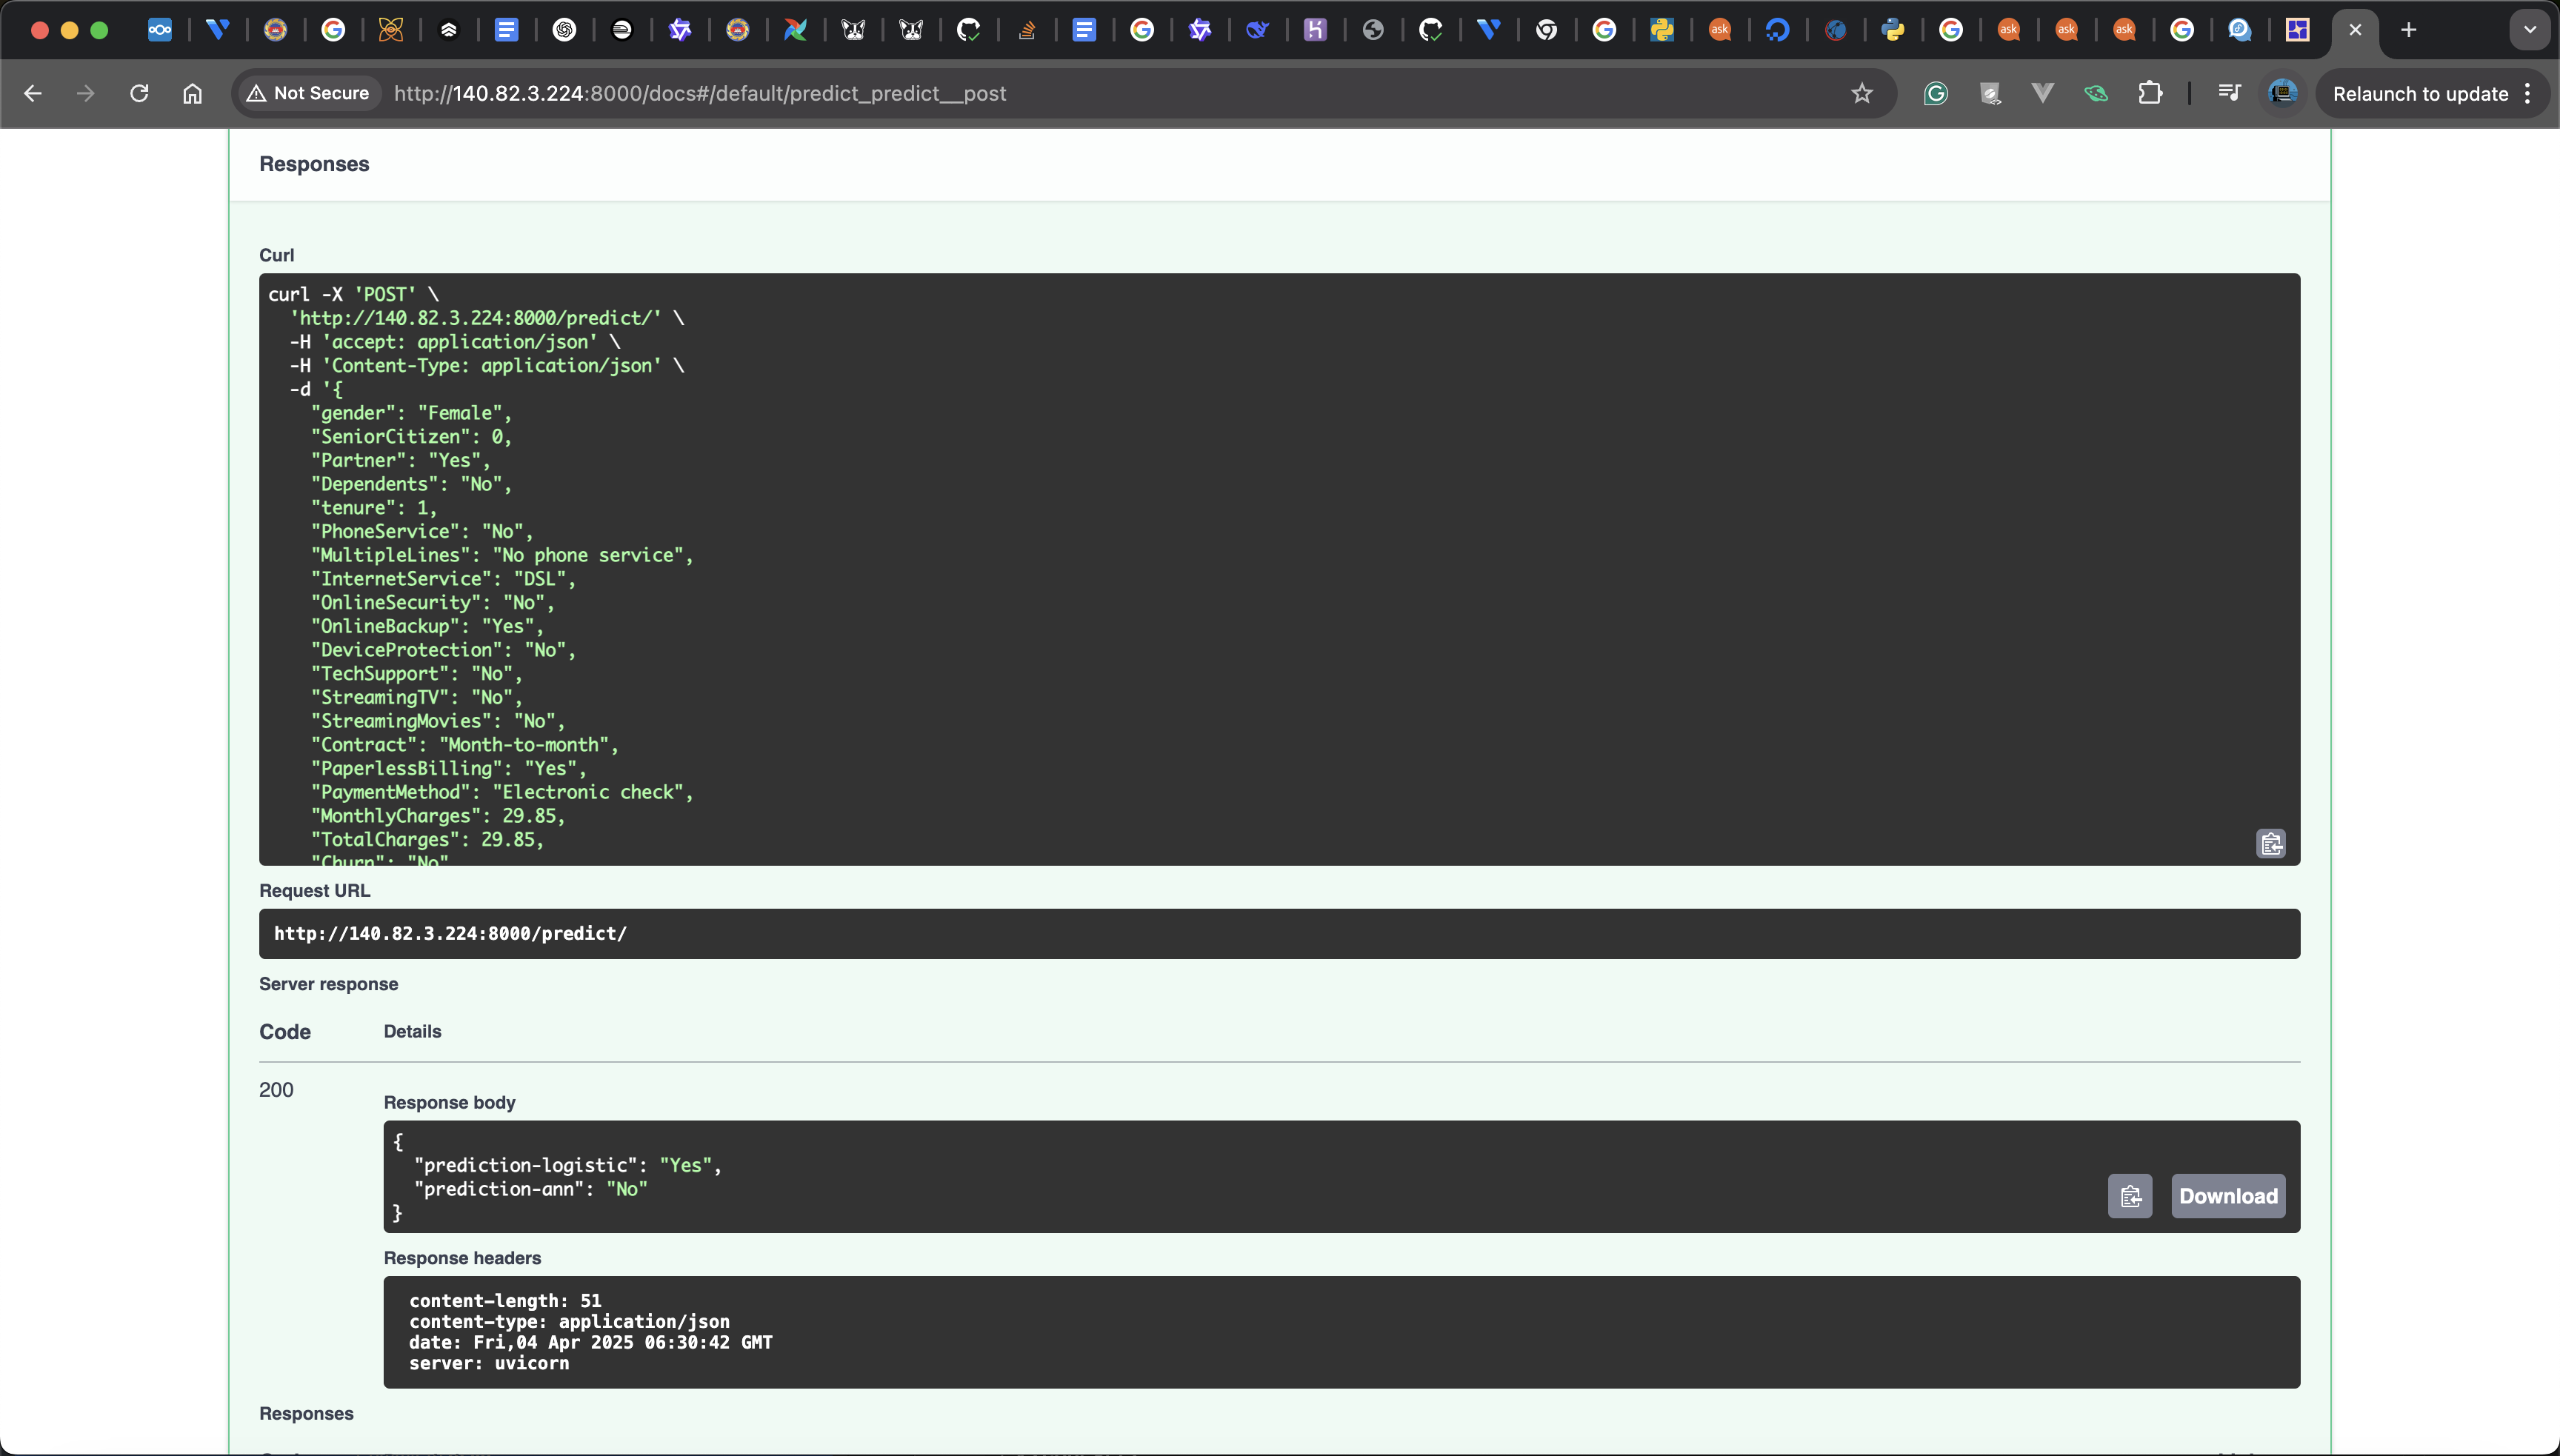 Not Secure
http://140.82.3.224:8000/docs#/default/predict_predict__post
Relaunch to update
Responses
Curl
curl -X 'POST' \
'http://140.82.3.224:8000/predict/' \
-H 'accept: application/json' \
-H 'Content-Type: application/json' \
-d '{
"gender": "Female",
"SeniorCitizen": 0,
"Partner": "Yes",
"Dependents": "No",
"tenure": 1,
"PhoneService": "No",
"MultipleLines": "No phone service",
"InternetService": "DSL",
"OnlineSecurity": "No",
"OnlineBackup": "Yes",
"DeviceProtection": "No",
"TechSupport": "No",
"StreamingTV": "No",
"StreamingMovies": "No",
"Contract": "Month-to-month",
"PaperlessBilling": "Yes",
"PaymentMethod": "Electronic check",
"MonthlyCharges": 29.85,
"TotalCharges": 29.85,
"Churn": "No"
Request URL
http://140.82.3.224:8000/predict/
Server response
Code Details
200
Response body
{
"prediction-logistic": "Yes",
"prediction-ann": "No"
}
Download
Response headers
content-length: 51
content-type: application/json
date: Fri,04 Apr 2025 06:30:42 GMT
server: uvicorn
Responses